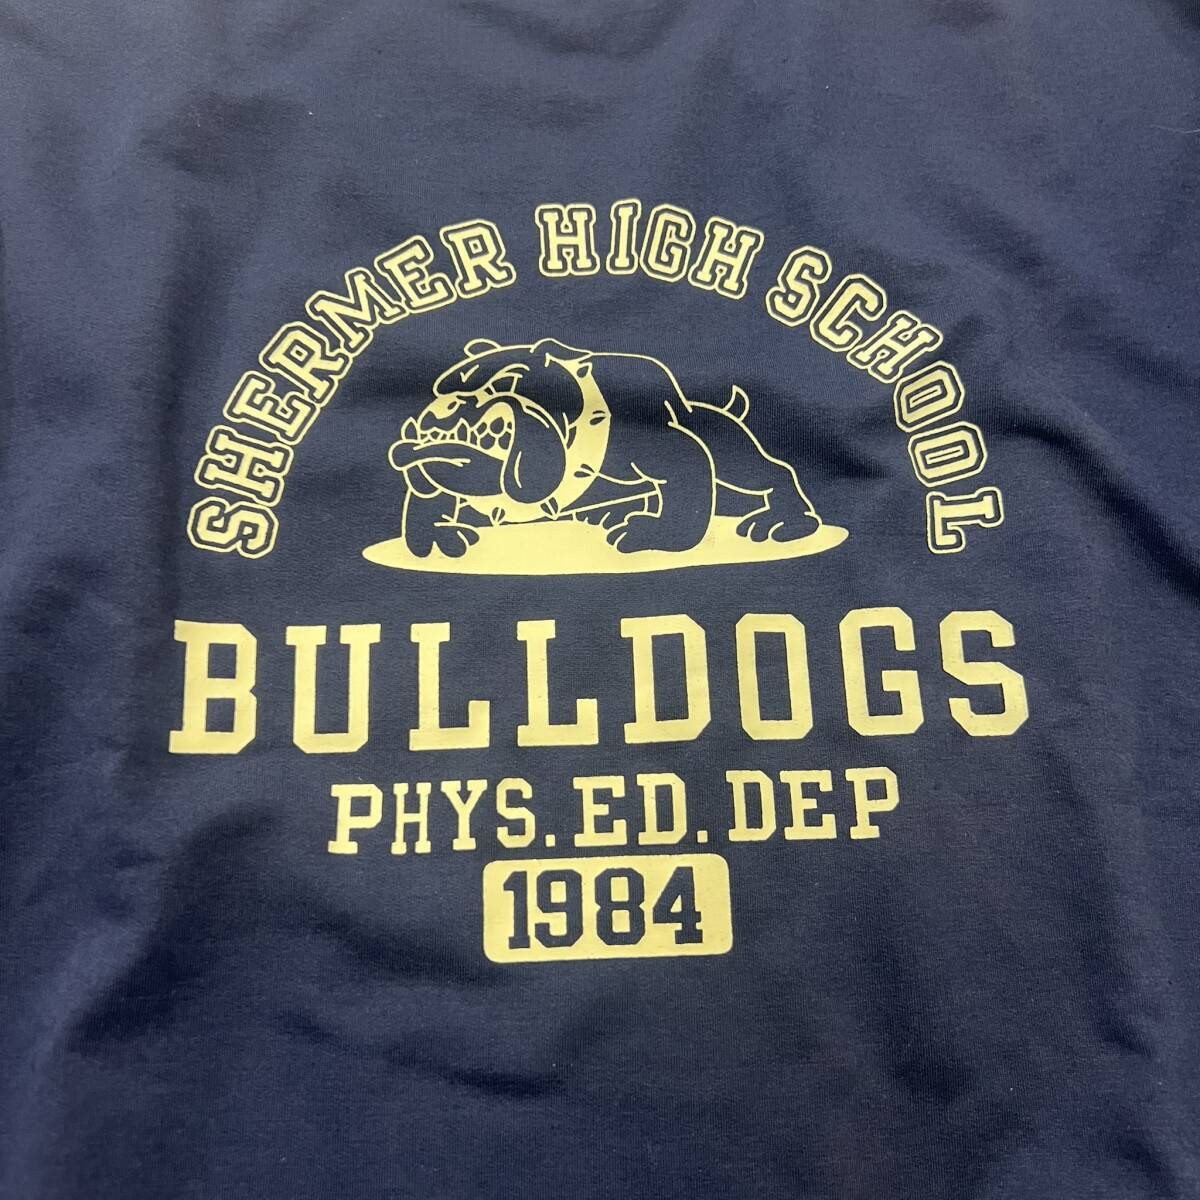 SHERMER HIGH SCHOOL
BULLDOGS
PHYS. ED. DEP
1984